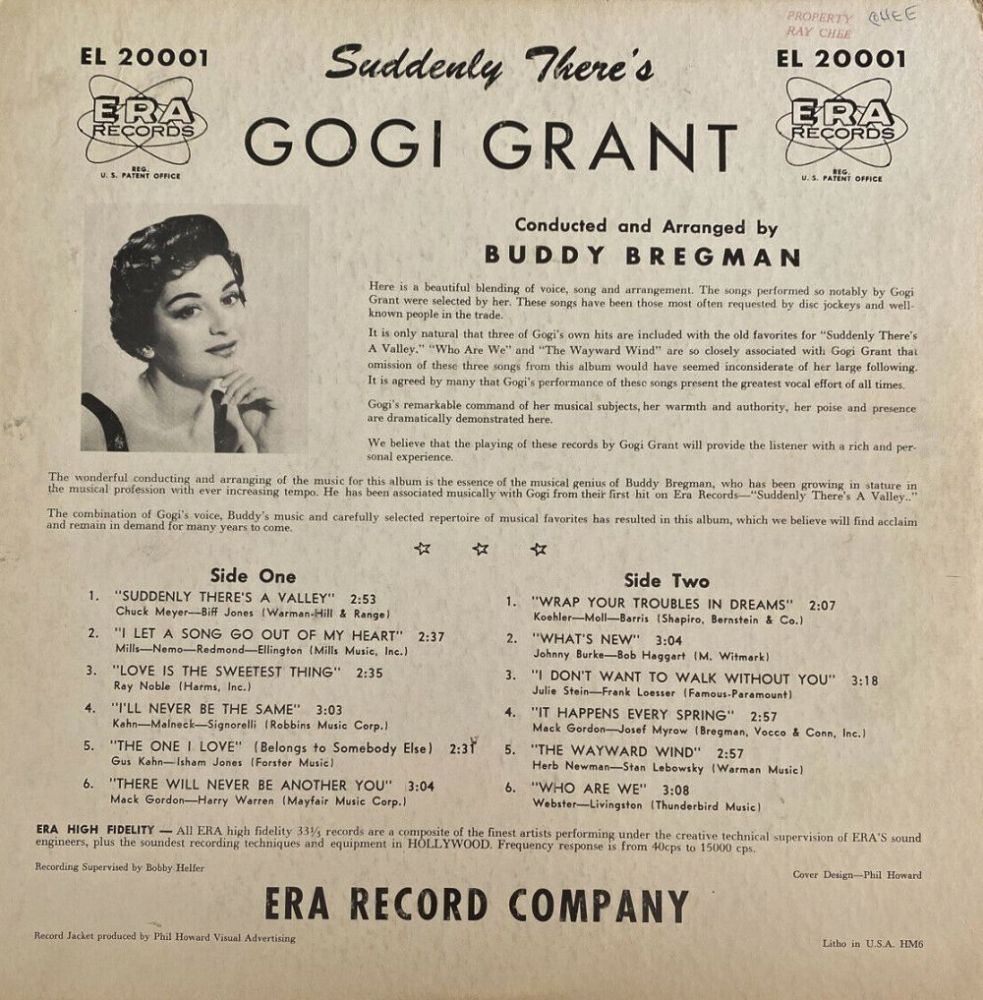 PROPERTY
RAY CHEE
CHEE
EL 20001
ERA
RECORDS
REG.
U. S. PATENT OFFICE
Suddenly There's
GOGI GRANT
EL 20001
ERA
RECORDS
REG.
U. S. PATENT OFFICE
Conducted and Arranged by
BUDDY BREGMAN
Here is a beautiful blending of voice, song and arrangement. The songs performed so notably by Gogi
Grant were selected by her. These songs have been those most often requested by disc jockeys and well-
known people in the trade.
It is only natural that three of Gogi's own hits are included with the old favorites for "Suddenly There's
A Valley," "Who Are We" and "The Wayward Wind" are so closely associated with Gogi Grant that
omission of these three songs from this album would have seemed inconsiderate of her large following.
It is agreed by many that Gogi's performance of these songs present the greatest vocal effort of all times.
Gogi's remarkable command of her musical subjects, her warmth and authority, her poise and presence
are dramatically demonstrated here.
We believe that the playing of these records by Gogi Grant will provide the listener with a rich and per-
sonal experience.
The wonderful conducting and arranging of the music for this album is the essence of the musical genius of Buddy Bregman, who has been growing in stature in
the musical profession with ever increasing tempo. He has been associated musically with Gogi from their first hit on Era Records—"Suddenly There's A Valley.."
The combination of Gogi's voice, Buddy's music and carefully selected repertoire of musical favorites has resulted in this album, which we believe will find acclaim
and remain in demand for many years to come.
Side One
1. "SUDDENLY THERE'S A VALLEY" 2:53
Chuck Meyer—Biff Jones (Warman-Hill & Range)
2. "I LET A SONG GO OUT OF MY HEART" 2:37
Mills—Nemo—Redmond—Ellington (Mills Music, Inc.)
3. "LOVE IS THE SWEETEST THING" 2:35
Ray Noble (Harms, Inc.)
4. "I'LL NEVER BE THE SAME" 3:03
Kahn—Malneck—Signorelli (Robbins Music Corp.)
5. "THE ONE I LOVE" (Belongs to Somebody Else) 2:31
Gus Kahn—Isham Jones (Forster Music)
6. "THERE WILL NEVER BE ANOTHER YOU" 3:04
Mack Gordon—Harry Warren (Mayfair Music Corp.)
Side Two
1. "WRAP YOUR TROUBLES IN DREAMS" 2:07
Koehler—Moll—Barris (Shapiro, Bernstein & Co.)
2. "WHAT'S NEW" 3:04
Johnny Burke—Bob Haggart (M. Witmark)
3. "I DON'T WANT TO WALK WITHOUT YOU" 3:18
Julie Stein—Frank Loesser (Famous-Paramount)
4. "IT HAPPENS EVERY SPRING" 2:57
Mack Gordon—Josef Myrow (Bregman, Vocco & Conn, Inc.)
5. "THE WAYWARD WIND" 2:57
Herb Newman—Stan Lebowsky (Warman Music)
6. "WHO ARE WE" 3:08
Webster—Livingston (Thunderbird Music)
ERA HIGH FIDELITY — All ERA high fidelity 33⅓ records are a composite of the finest artists performing under the creative technical supervision of ERA'S sound
engineers, plus the soundest recording techniques and equipment in HOLLYWOOD. Frequency response is from 40cps to 15000 cps.
Recording Supervised by Bobby Helfer
Cover Design—Phil Howard
ERA RECORD COMPANY
Record Jacket produced by Phil Howard Visual Advertising
Litho in U.S.A. HM6